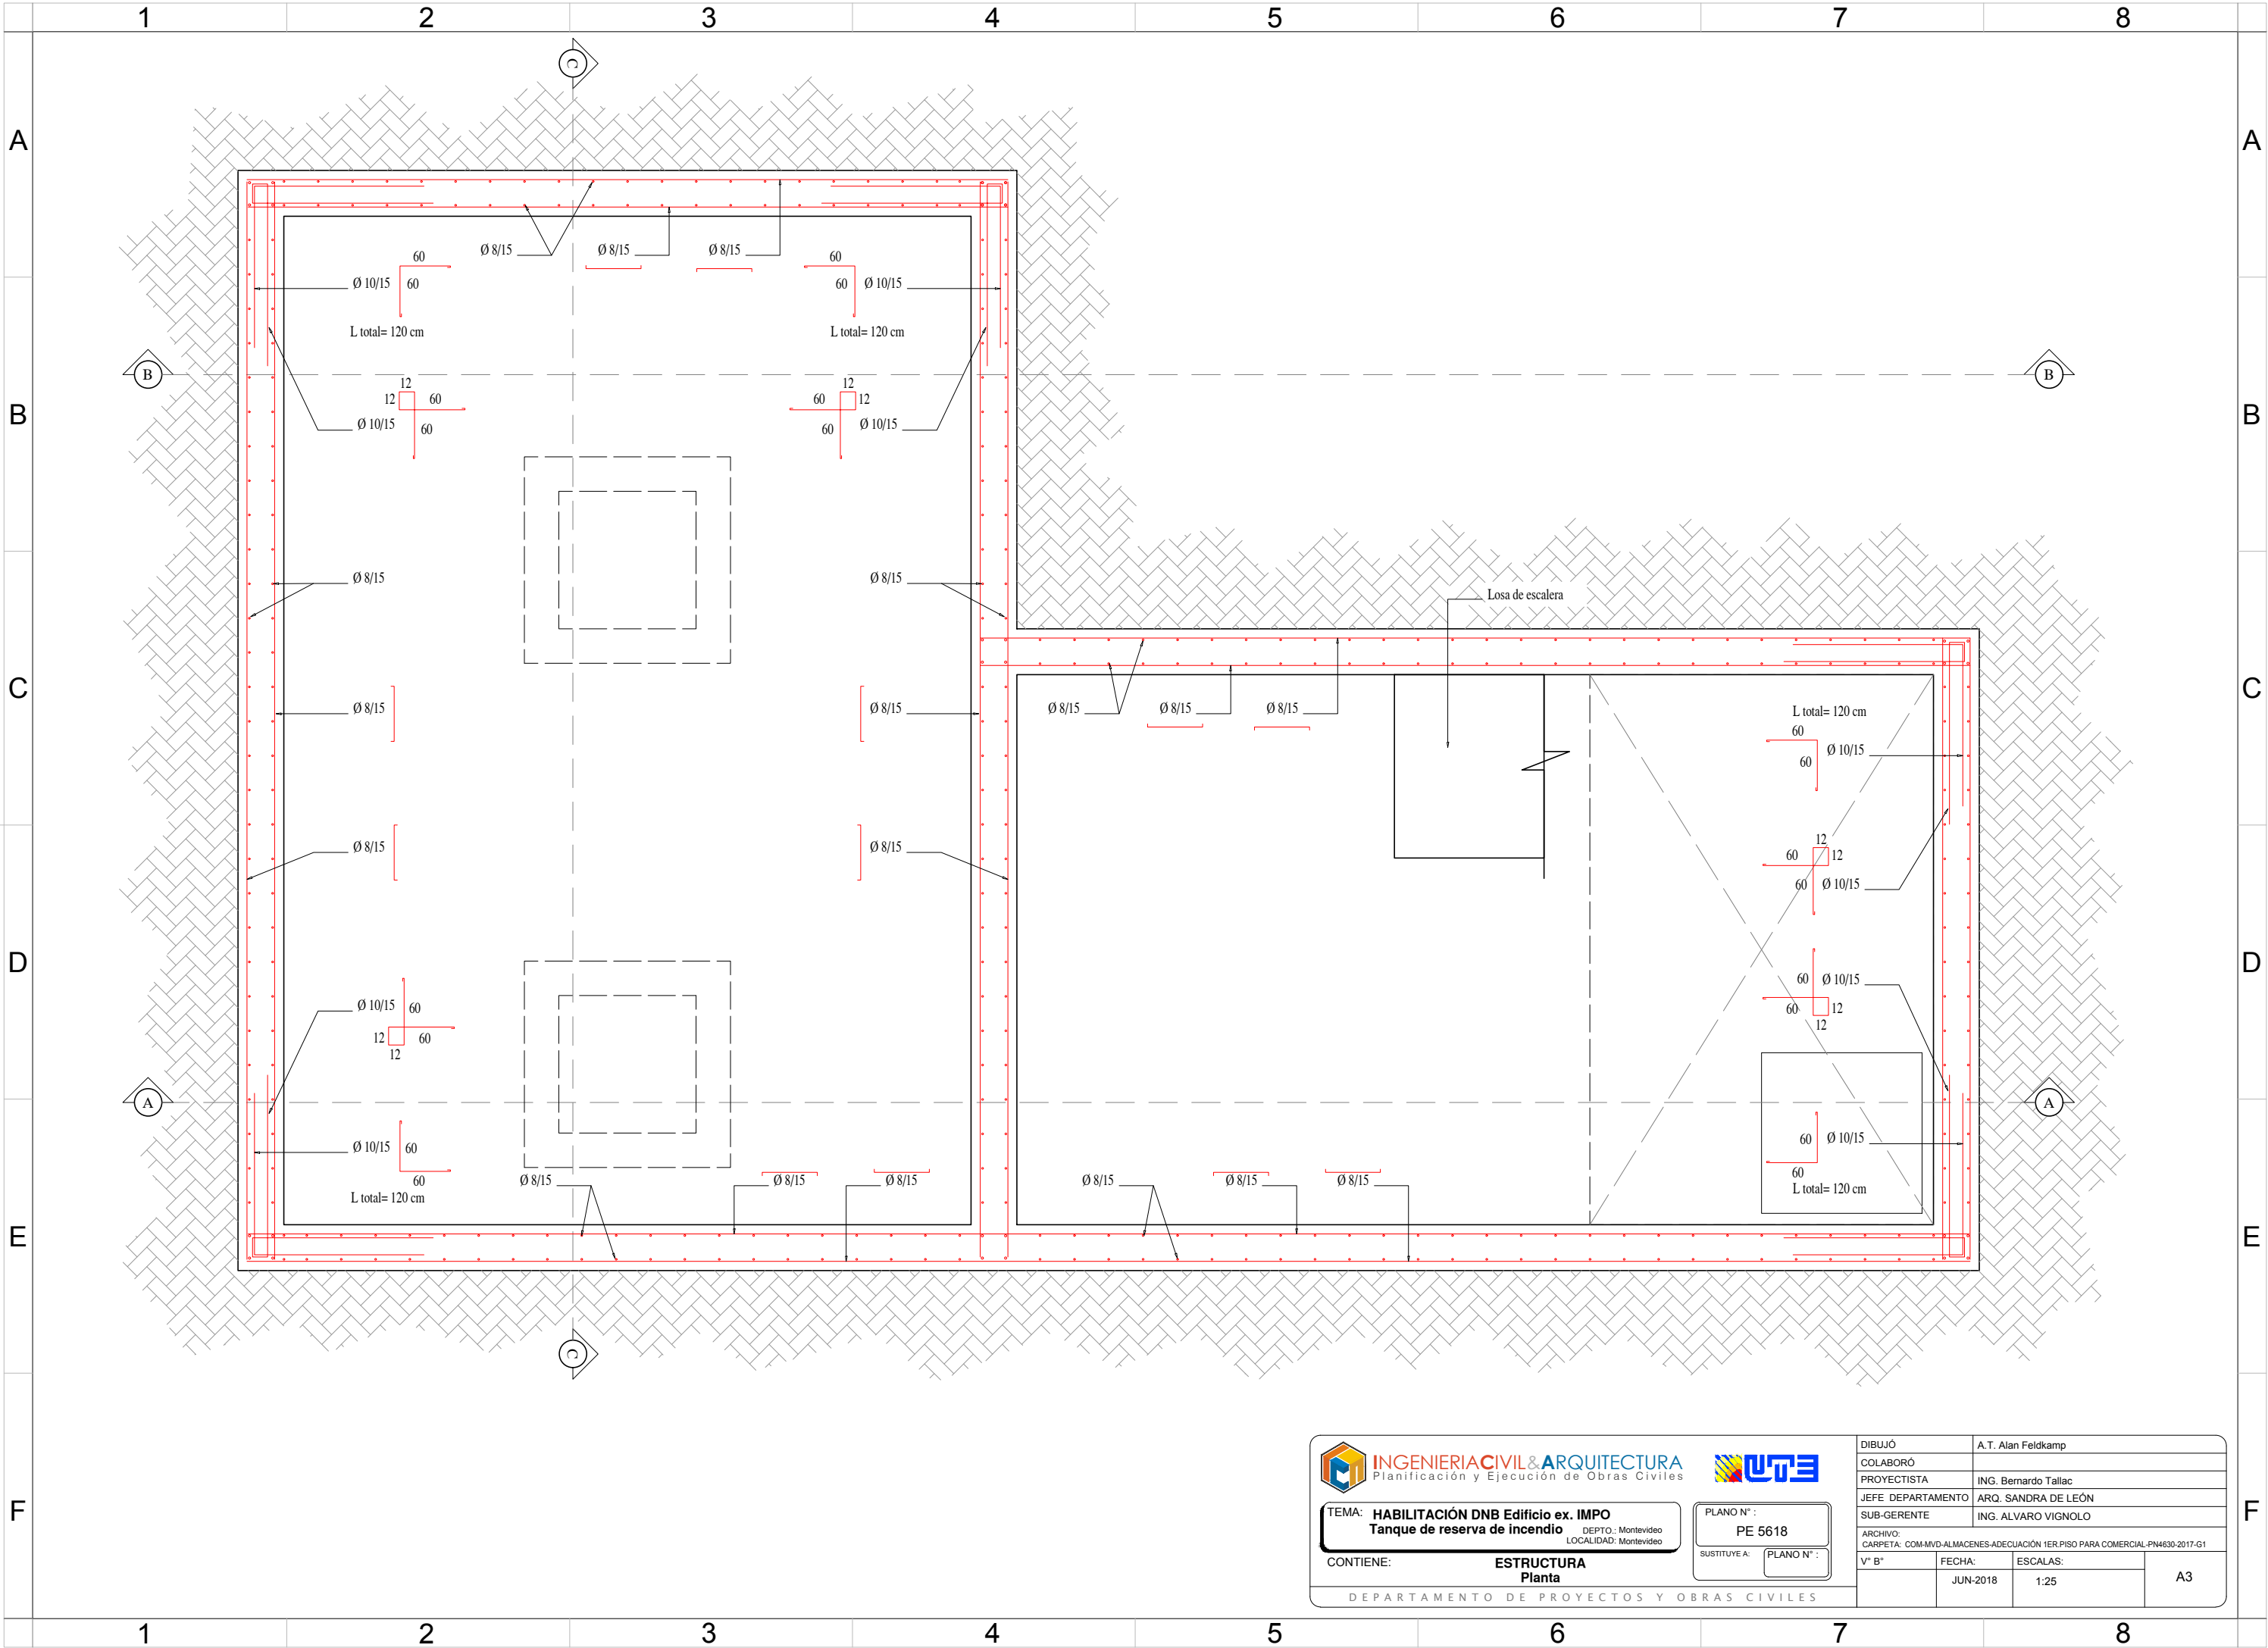 1 2 3 4 5 6 7 8
C
A A
Ø 8/15 Ø 8/15 Ø 8/15
60 60
Ø 10/15 60 60 Ø 10/15
L total= 120 cm L total= 120 cm
B B
12 12
12 60 60 12
B B
Ø 10/15 60 60 Ø 10/15
Ø 8/15 Ø 8/15
Losa de escalera
C C
Ø 8/15 Ø 8/15 Ø 8/15 Ø 8/15 Ø 8/15
L total= 120 cm
60
Ø 10/15
60
12
Ø 8/15 Ø 8/15
60 12
60 Ø 10/15
D D
60 Ø 10/15
Ø 10/15 60
60 12
12
12 60
12
A A
60 Ø 10/15
Ø 10/15 60
60
60
Ø 8/15 Ø 8/15 Ø 8/15 Ø 8/15 Ø 8/15 Ø 8/15
L total= 120 cm
L total= 120 cm
E E
C
F F
INGENIERIACIVIL&ARQUITECTURA
Planificación y Ejecución de Obras Civiles
UTE
TEMA: HABILITACIÓN DNB Edificio ex. IMPO
Tanque de reserva de incendio
DEPTO.: Montevideo
LOCALIDAD: Montevideo
PLANO N° :
PE 5618
SUSTITUYE A: PLANO N° :
CONTIENE: ESTRUCTURA
Planta
DEPARTAMENTO DE PROYECTOS Y OBRAS CIVILES
DIBUJÓ A.T. Alan Feldkamp
COLABORÓ
PROYECTISTA ING. Bernardo Tallac
JEFE DEPARTAMENTO ARQ. SANDRA DE LEÓN
SUB-GERENTE ING. ALVARO VIGNOLO
ARCHIVO:
CARPETA: COM-MVD-ALMACENES-ADECUACIÓN 1ER.PISO PARA COMERCIAL-PN4630-2017-G1
V° B° FECHA: ESCALAS:
JUN-2018 1:25 A3
1 2 3 4 5 6 7 8